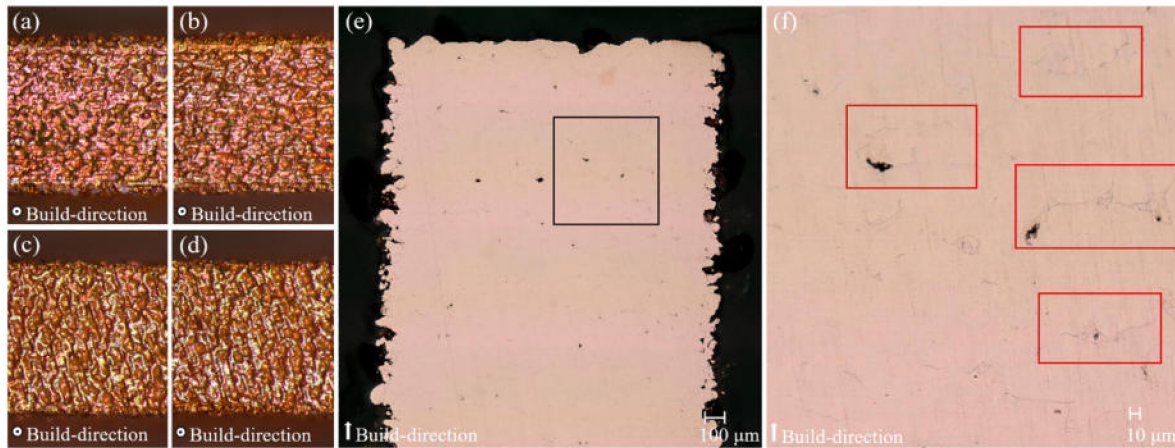 (a)
(b)
Build-direction
Build-direction
(c)
(d)
Build-direction
Build-direction
(e)
Build-direction
100 μm
(f)
Build-direction
10 μm